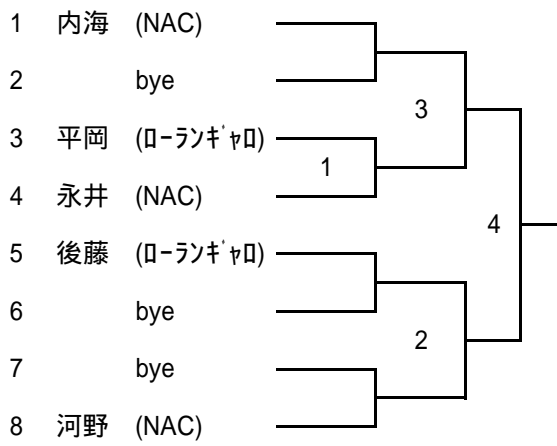 1 内海 (NAC)
2 bye
3
3 平岡 (ﾛｰﾗﾝｷﾞｬﾛ)
1
4 永井 (NAC)
4
5 後藤 (ﾛｰﾗﾝｷﾞｬﾛ)
6 bye
2
7 bye
8 河野 (NAC)